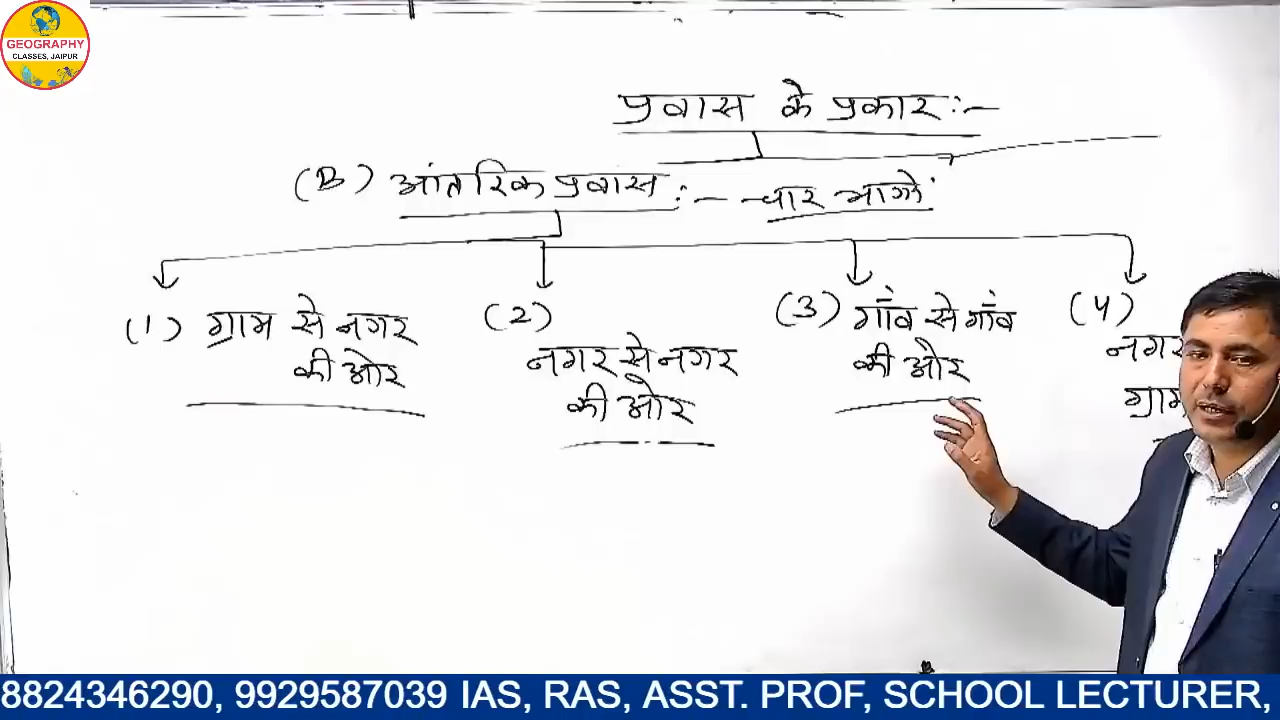 GEOGRAPHY
CLASSES, JAIPUR
प्रवास के प्रकार :-
(B) आंतरिक प्रवास :- चार भागों
(1) ग्राम से नगर
की ओर
(2)
नगर से नगर
की ओर
(3) गाँव से गाँव
की ओर
(4)
नगर
ग्राम
8824346290, 9929587039 IAS, RAS, ASST. PROF, SCHOOL LECTURER,